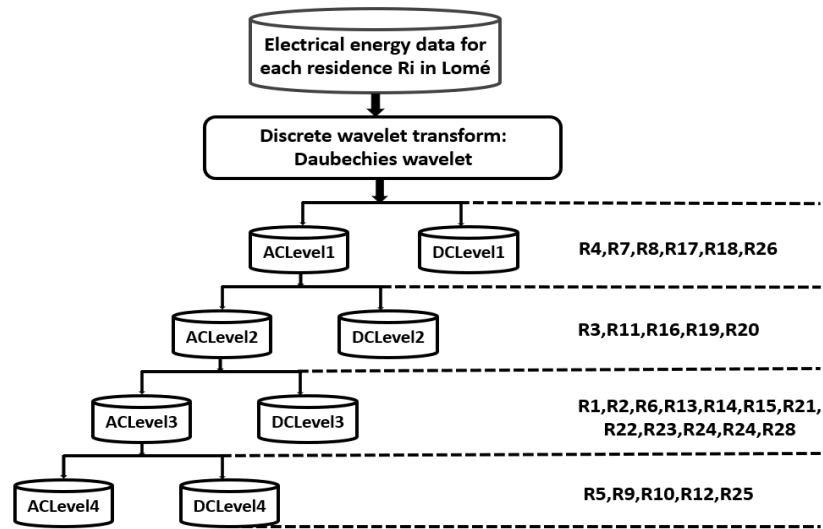 Electrical energy data for
each residence Ri in Lomé
Discrete wavelet transform:
Daubechies wavelet
ACLevel1
DCLevel1
R4,R7,R8,R17,R18,R26
ACLevel2
DCLevel2
R3,R11,R16,R19,R20
ACLevel3
DCLevel3
R1,R2,R6,R13,R14,R15,R21,
R22,R23,R24,R24,R28
ACLevel4
DCLevel4
R5,R9,R10,R12,R25